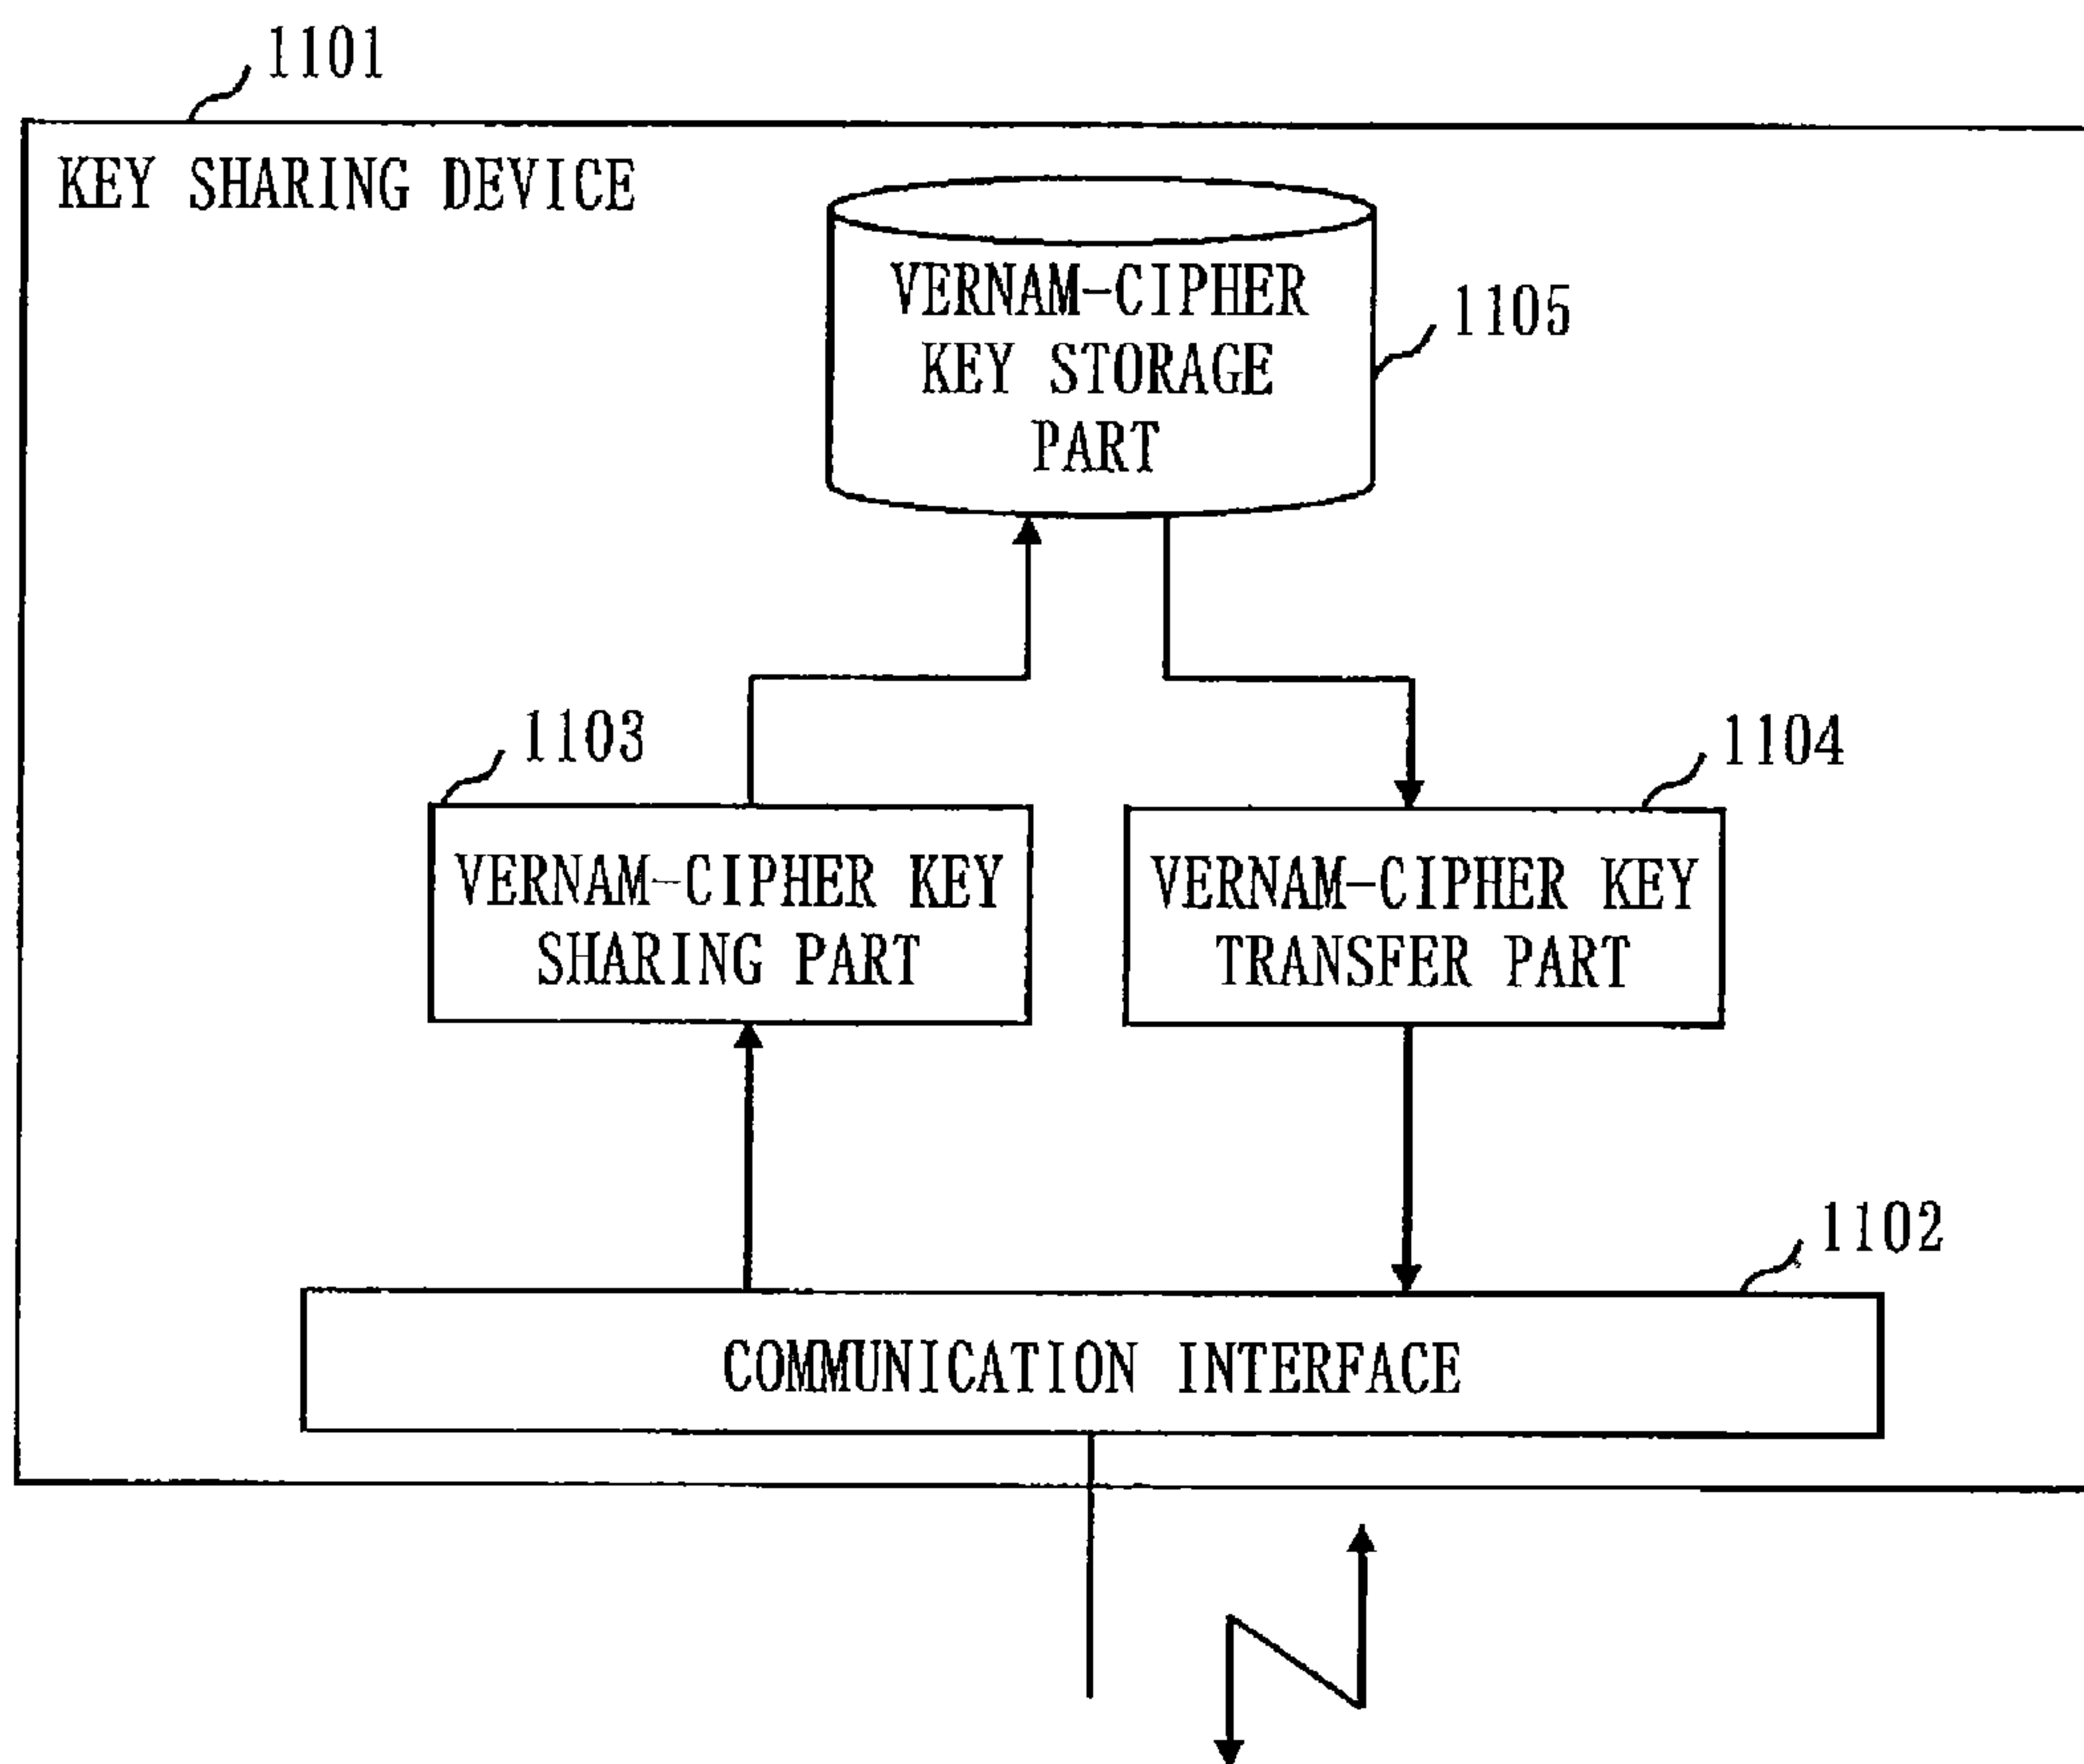 1101
KEY SHARING DEVICE
VERNAM-CIPHER
KEY STORAGE
PART
1105
1103
1104
VERNAM-CIPHER KEY
SHARING PART
VERNAM-CIPHER KEY
TRANSFER PART
1102
COMMUNICATION INTERFACE